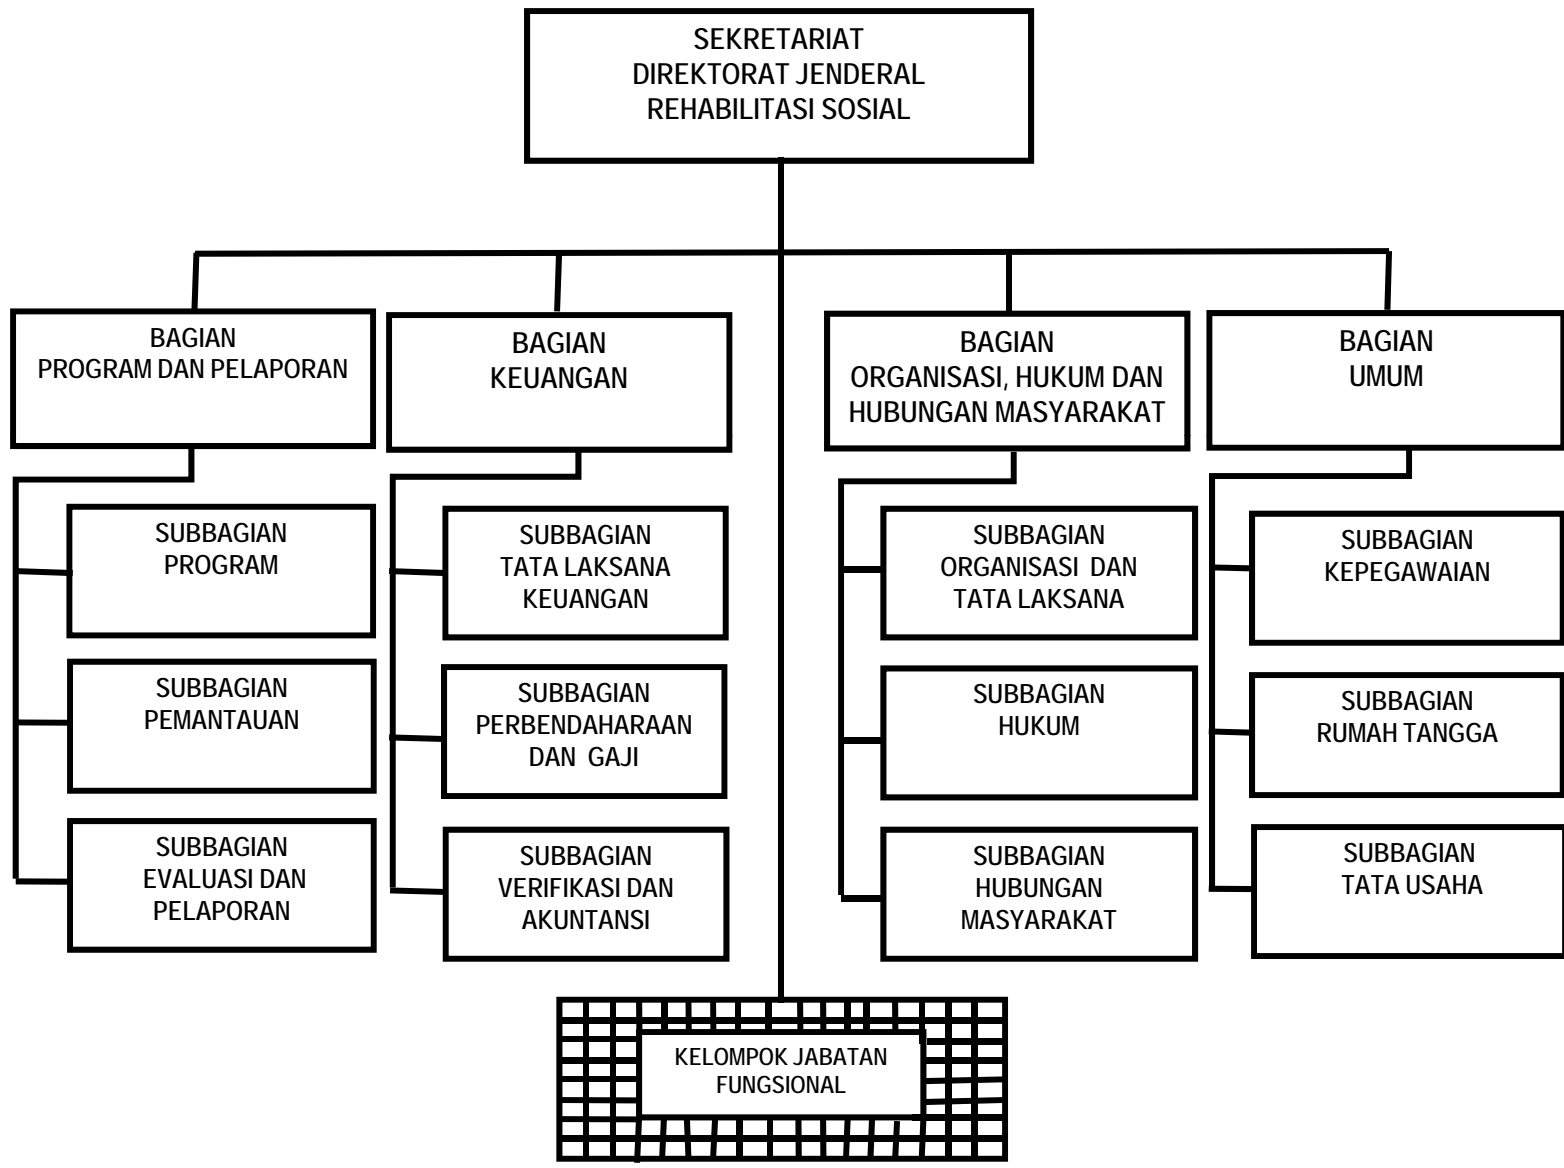 SEKRETARIAT
DIREKTORAT JENDERAL
REHABILITASI SOSIAL
BAGIAN
PROGRAM DAN PELAPORAN
BAGIAN
KEUANGAN
BAGIAN
ORGANISASI, HUKUM DAN
HUBUNGAN MASYARAKAT
BAGIAN
UMUM
SUBBAGIAN
PROGRAM
SUBBAGIAN
TATA LAKSANA
KEUANGAN
SUBBAGIAN
ORGANISASI DAN
TATA LAKSANA
SUBBAGIAN
KEPEGAWAIAN
SUBBAGIAN
PEMANTAUAN
SUBBAGIAN
PERBENDAHARAAN
DAN GAJI
SUBBAGIAN
HUKUM
SUBBAGIAN
RUMAH TANGGA
SUBBAGIAN
EVALUASI DAN
PELAPORAN
SUBBAGIAN
VERIFIKASI DAN
AKUNTANSI
SUBBAGIAN
HUBUNGAN
MASYARAKAT
SUBBAGIAN
TATA USAHA
KELOMPOK JABATAN
FUNGSIONAL